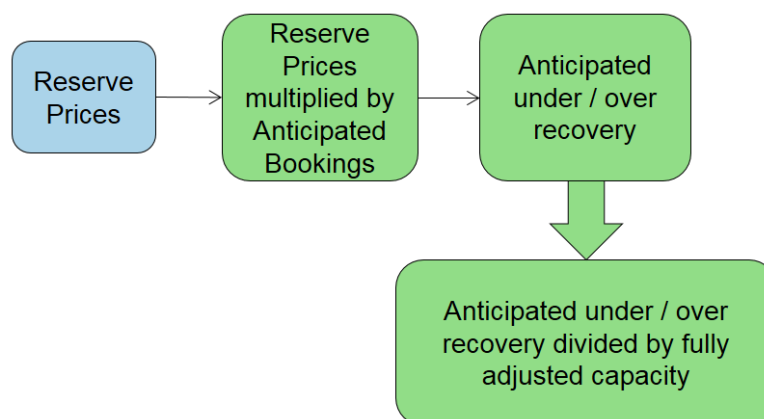 Reserve
Prices
Reserve
Prices
multiplied by
Anticipated
Bookings
Anticipated
under / over
recovery
Anticipated under / over
recovery divided by fully
adjusted capacity